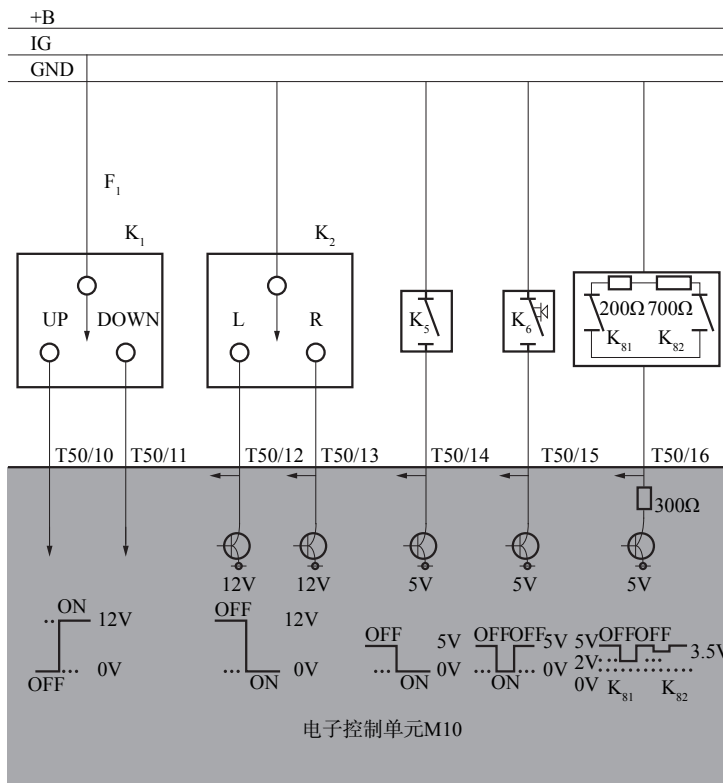 +B
IG
GND
F1
K1 K2
UP DOWN L R K5 K6 200Ω 700Ω
K81 K82
T50/10 T50/11 T50/12 T50/13 T50/14 T50/15 T50/16
300Ω
12V 12V 5V 5V 5V
ON 12V OFF 12V
OFF 5V OFF OFF 5V OFF OFF 5V 3.5V
2V
OFF 0V ON 0V ON 0V ON 0V 0V K81 K82
电子控制单元M10